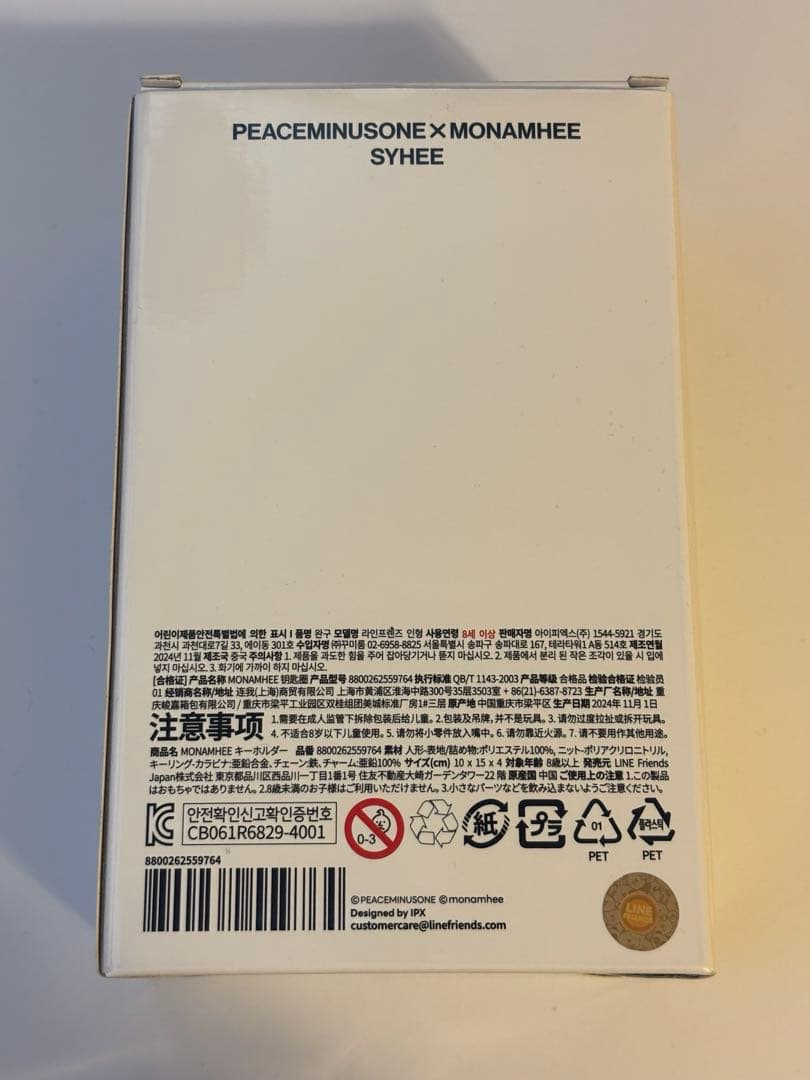 PEACEMINUSONE×MONAMHEE
SYHEE
어린이제품안전특별법에 의한 표시 I 품명 완구 모델명 라인프렌즈 인형 사용연령 8세 이상 판매자명 아이피엑스(주) 1544-5921 경기도
과천시 과천대로7길 33, 에이동 301호 수입자명 ㈜꾸미룸 02-6958-8825 서울특별시 송파구 송파대로 167, 테라타워1 A동 514호 제조연월
2024년 11월 제조국 중국 주의사항 1. 제품을 과도한 힘을 주어 잡아당기거나 뜯지 마십시오. 2. 제품에서 분리 된 작은 조각이 있을 시 입에
넣지 마십시오. 3. 화기에 가까이 하지 마십시오.
[合格证] 产品名称 MONAMHEE 钥匙圈 产品型号 8800262559764 执行标准 QB/T 1143-2003 产品等级 合格品 检验合格证 检验员
01 经销商名称/地址 连我(上海)商贸有限公司 上海市黄浦区淮海中路300号35层3503室 + 86(21)-6387-8723 生产厂名称/地址 重
庆峻嘉箱包有限公司 / 重庆市梁平工业园区双桂组团美城标准厂房1#三层 原产地 中国重庆市梁平区 生产日期 2024年 11月 1日
注意事项 1.需要在成人监管下拆除包装后给儿童。2.包装及吊牌,并不是玩具。3. 请勿过度拉扯或拆开玩具。
4. 不适合8岁以下儿童使用。5. 请勿将小零件放入嘴中。6. 请勿靠近火源。7. 请不要用作其他用途。
商品名 MONAMHEE キーホルダー 品番 8800262559764 素材 人形-表地/詰め物:ポリエステル100%, ニット-ポリアクリロニトリル,
キーリング-カラビナ:亜鉛合金、チェーン:鉄、チャーム:亜鉛100% サイズ(cm) 10 x 15 x 4 対象年齢 8歳以上 発売元 LINE Friends
Japan株式会社 東京都品川区西品川一丁目1番1号 住友不動産大崎ガーデンタワー22 階 原産国 中国 ご使用上の注意 1.この製品
はおもちゃではありません。2.8歳未満のお子様はご利用いただけません。3.小さなパーツなどを飲み込まないようご注意ください。
안전확인신고확인증번호
CB061R6829-4001
0-3
紙
プラ
01
PET
플라스틱
PET
8800262559764
©PEACEMINUSONE ©monamhee
Designed by IPX
customercare@linefriends.com
LINE
FRIENDS